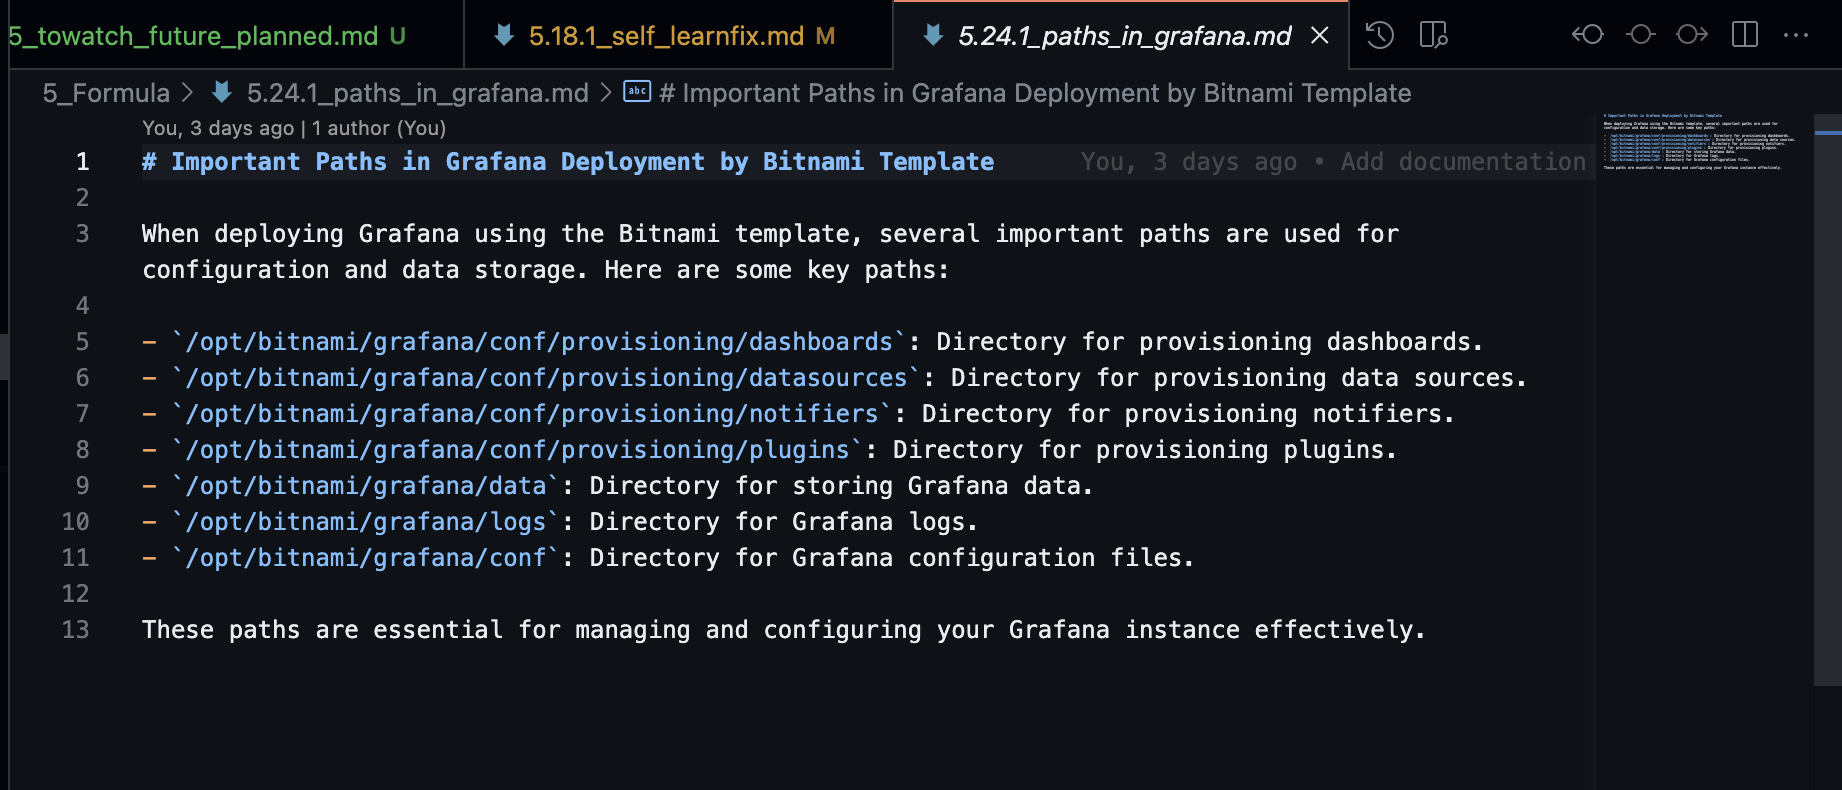 5_towatch_future_planned.md U
5.18.1_self_learnfix.md M
5.24.1_paths_in_grafana.md
5_Formula > 5.24.1_paths_in_grafana.md > abc # Important Paths in Grafana Deployment by Bitnami Template
You, 3 days ago | 1 author (You)
1 # Important Paths in Grafana Deployment by Bitnami Template You, 3 days ago • Add documentation
2
3 When deploying Grafana using the Bitnami template, several important paths are used for
configuration and data storage. Here are some key paths:
4
5 - `/opt/bitnami/grafana/conf/provisioning/dashboards`: Directory for provisioning dashboards.
6 - `/opt/bitnami/grafana/conf/provisioning/datasources`: Directory for provisioning data sources.
7 - `/opt/bitnami/grafana/conf/provisioning/notifiers`: Directory for provisioning notifiers.
8 - `/opt/bitnami/grafana/conf/provisioning/plugins`: Directory for provisioning plugins.
9 - `/opt/bitnami/grafana/data`: Directory for storing Grafana data.
10 - `/opt/bitnami/grafana/logs`: Directory for Grafana logs.
11 - `/opt/bitnami/grafana/conf`: Directory for Grafana configuration files.
12
13 These paths are essential for managing and configuring your Grafana instance effectively.